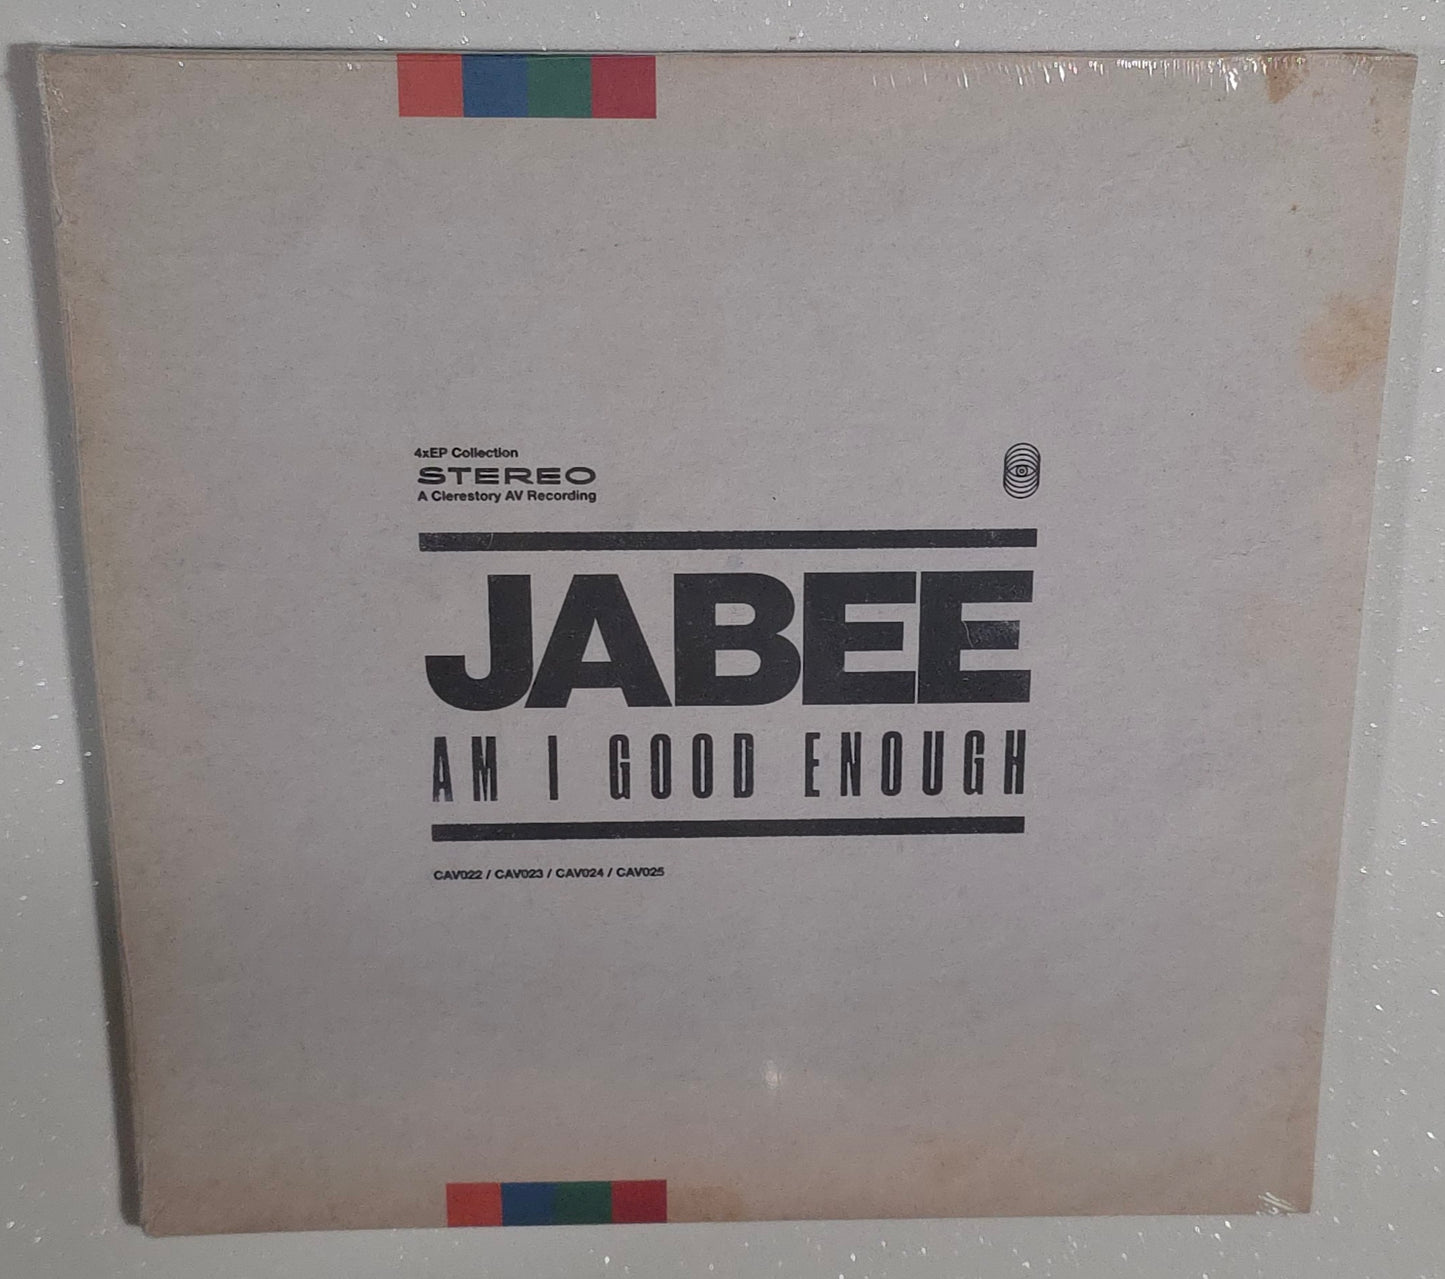 4xEP Collection
STEREO
A Clerestory AV Recording
JABEE
AM I GOOD ENOUGH
CAV022 / CAV023 / CAV024 / CAV025